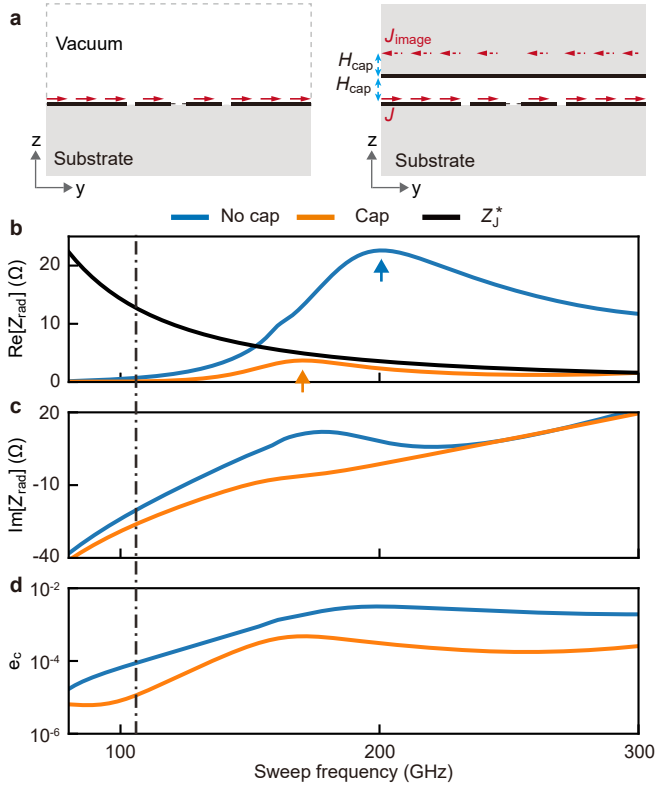 a
Vacuum
Substrate
z
y
J_image
H_cap
H_cap
J
Substrate
z
y
No cap
Cap
Z_J^*
b
Re[Z_rad] (Ω)
20
10
0
c
Im[Z_rad] (Ω)
20
-10
-40
d
e_c
10^-2
10^-4
10^-6
100
200
300
Sweep frequency (GHz)